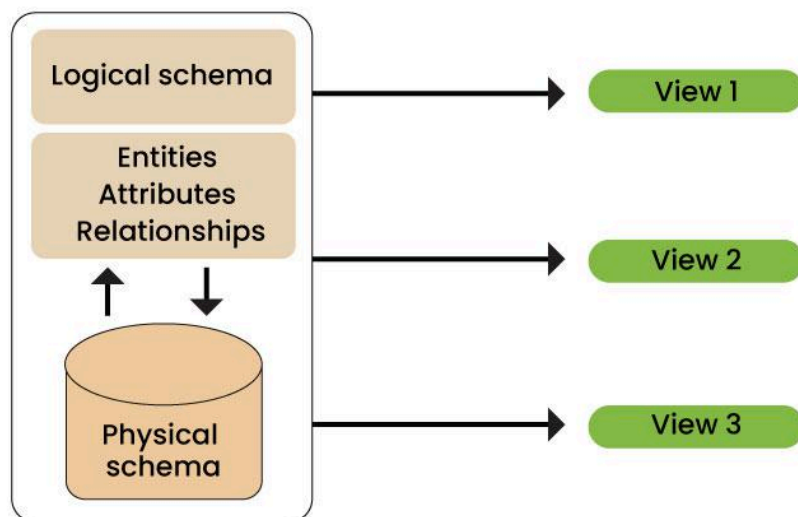 Logical schema
Entities
Attributes
Relationships
Physical
schema
View 1
View 2
View 3